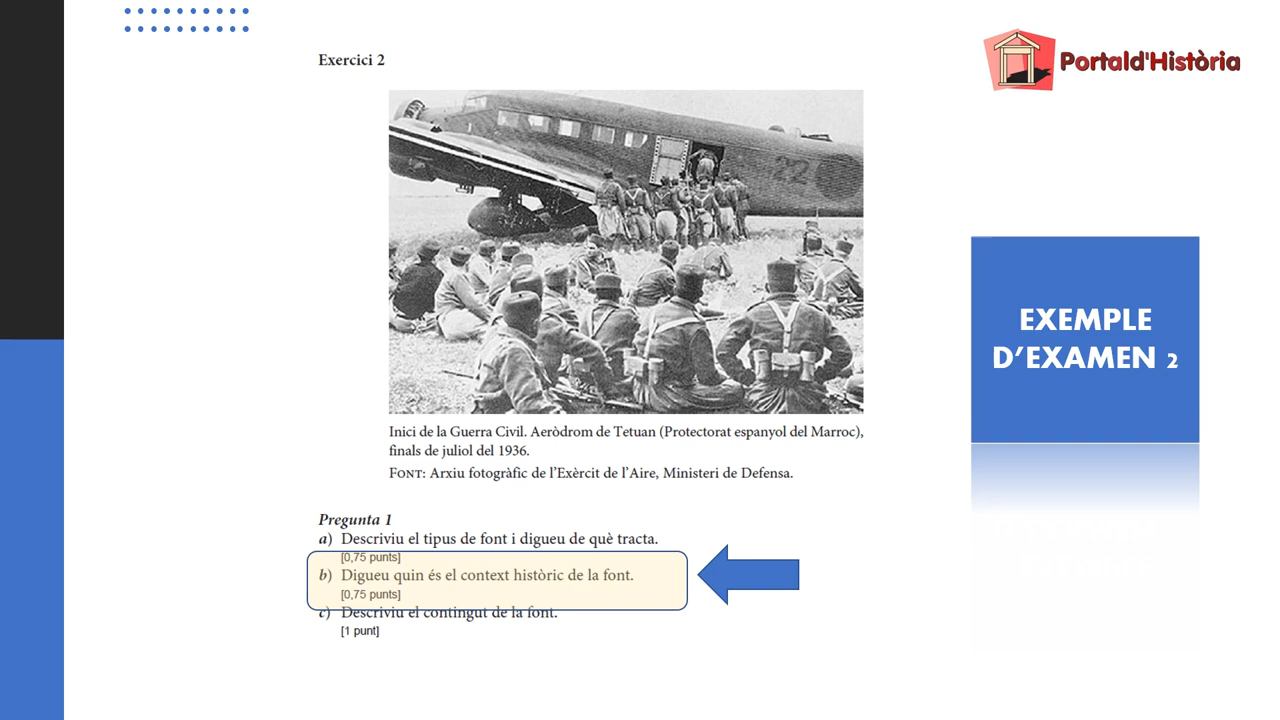 Exercici 2
Portald'Història
22
Inici de la Guerra Civil. Aeròdrom de Tetuan (Protectorat espanyol del Marroc),
finals de juliol del 1936.
FONT: Arxiu fotogràfic de l'Exèrcit de l'Aire, Ministeri de Defensa.
EXEMPLE
D'EXAMEN 2
Pregunta 1
a) Descriviu el tipus de font i digueu de què tracta.
[0,75 punts]
b) Digueu quin és el context històric de la font.
[0,75 punts]
c) Descriviu el contingut de la font.
[1 punt]